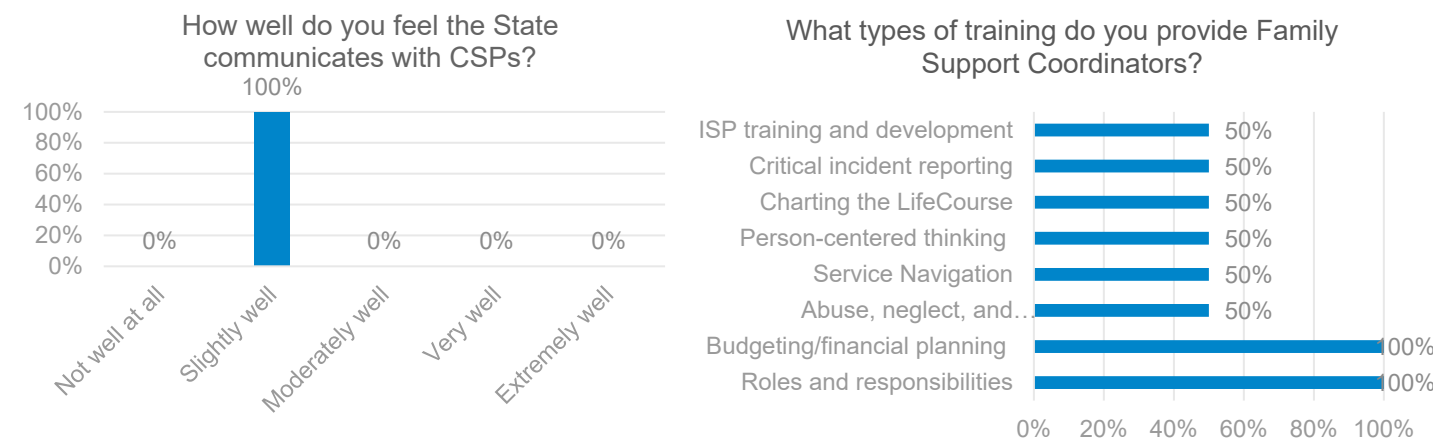 How well do you feel the State
communicates with CSPs?
100%
100%
80%
60%
40%
20%
0%
0%
0%
0%
0%
Not well at all
Slightly well
Moderately well
Very well
Extremely well
What types of training do you provide Family
Support Coordinators?
ISP training and development 50%
Critical incident reporting 50%
Charting the LifeCourse 50%
Person-centered thinking 50%
Service Navigation 50%
Abuse, neglect, and… 50%
Budgeting/financial planning 100%
Roles and responsibilities 100%
0% 20% 40% 60% 80% 100%